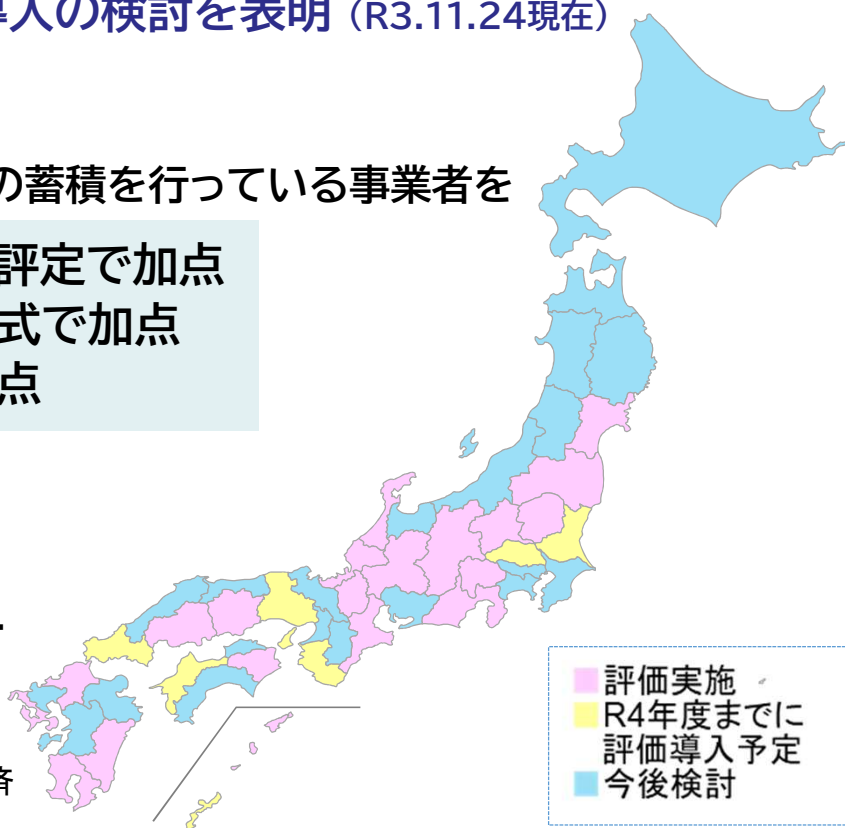 導入の検討を表明（R3.11.24現在）
の蓄積を行っている事業者を
評定で加点
式で加点
点
済
評価実施
R4年度までに
評価導入予定
今後検討